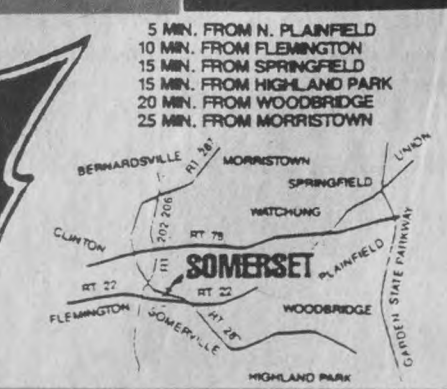 5 MIN. FROM N. PLAINFIELD
10 MIN. FROM FLEMINGTON
15 MIN. FROM SPRINGFIELD
15 MIN. FROM HIGHLAND PARK
20 MIN. FROM WOODBRIDGE
25 MIN. FROM MORRISTOWN
BERNARDSVILLE
RT 287
MORRISTOWN
UNION
SPRINGFIELD
202 206
WATCHUNG
CLINTON
RT 78
RT
SOMERSET
PLAINFIELD
GARDEN STATE PARKWAY
RT 22
RT 22
FLEMINGTON
SOMERVILLE
RT 28
WOODBRIDGE
HIGHLAND PARK